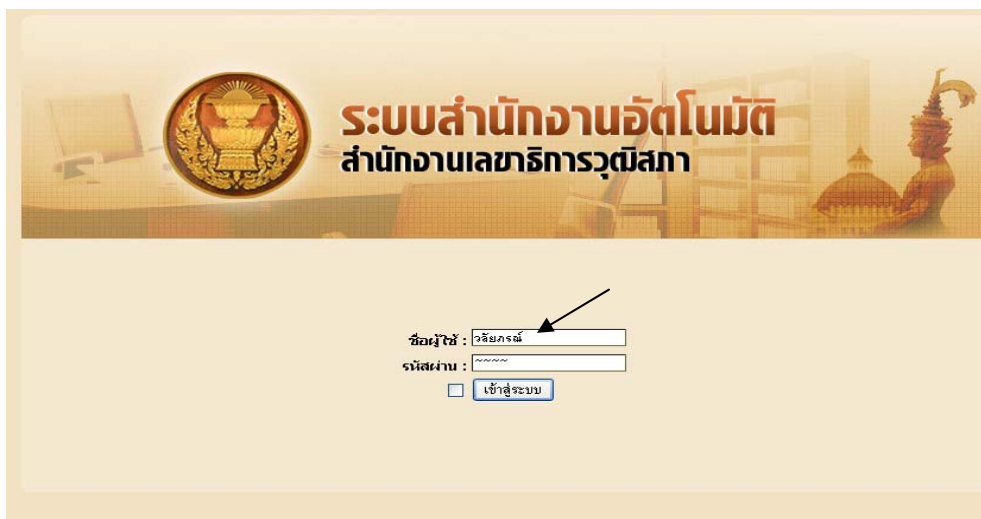 ระบบสำนักงานอัตโนมัติ
สำนักงานเลขาธิการวุฒิสภา
ชื่อผู้ใช้ : วลัยภรณ์
รหัสผ่าน : ~~~~
เข้าสู่ระบบ